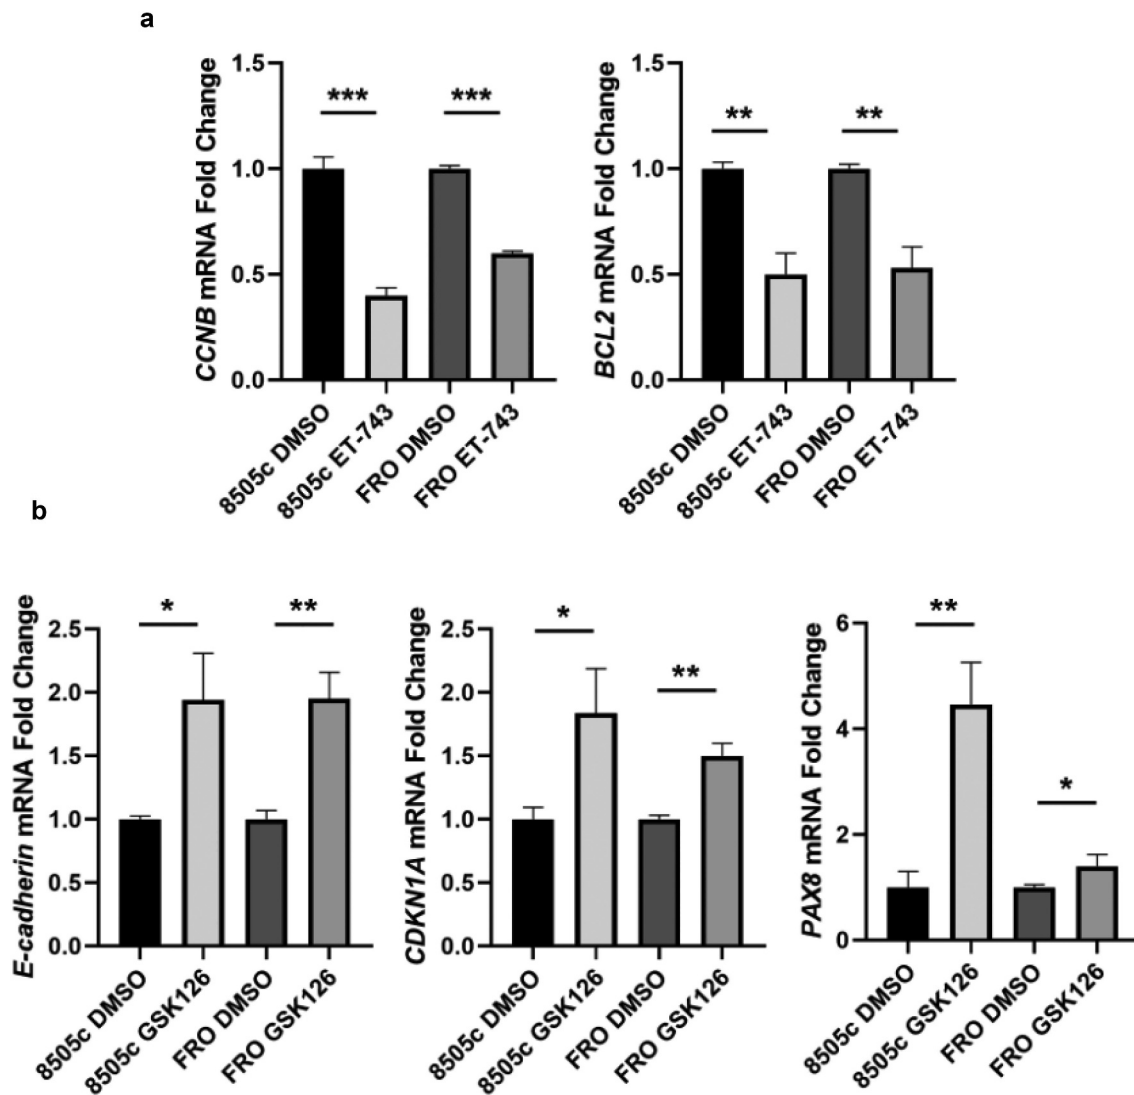 a
CCNB mRNA Fold Change
1.5
1.0
0.5
0.0
***
***
8505c DMSO
8505c ET-743
FRO DMSO
FRO ET-743
BCL2 mRNA Fold Change
1.5
1.0
0.5
0.0
**
**
8505c DMSO
8505c ET-743
FRO DMSO
FRO ET-743
b
E-cadherin mRNA Fold Change
2.5
2.0
1.5
1.0
0.5
0.0
*
**
8505c DMSO
8505c GSK126
FRO DMSO
FRO GSK126
CDKN1A mRNA Fold Change
2.5
2.0
1.5
1.0
0.5
0.0
*
**
8505c DMSO
8505c GSK126
FRO DMSO
FRO GSK126
PAX8 mRNA Fold Change
6
4
2
0
**
*
8505c DMSO
8505c GSK126
FRO DMSO
FRO GSK126